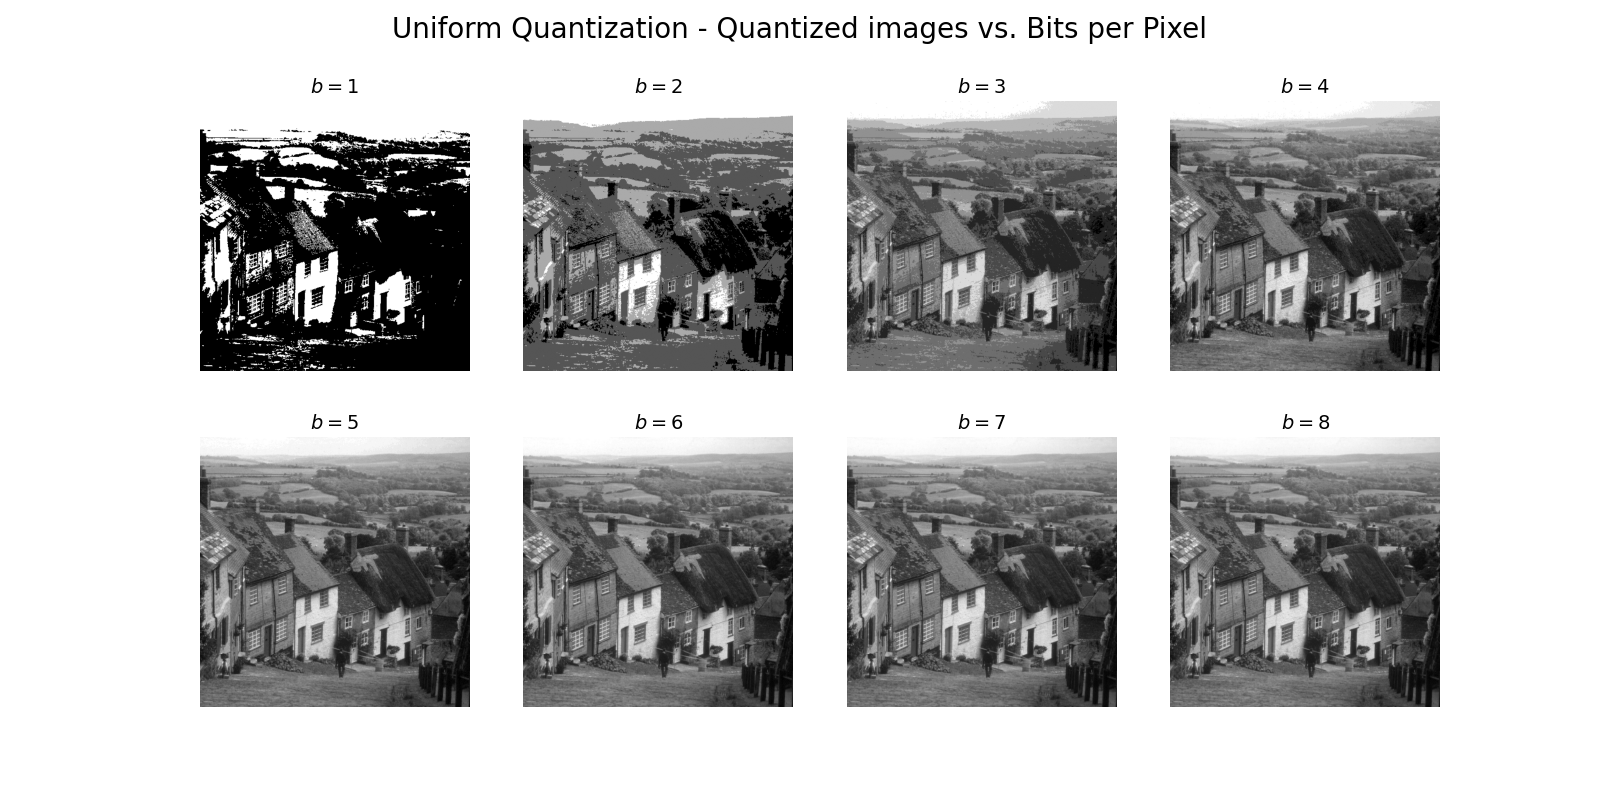 Uniform Quantization - Quantized images vs. Bits per Pixel
b = 1
b = 2
b = 3
b = 4
b = 5
b = 6
b = 7
b = 8